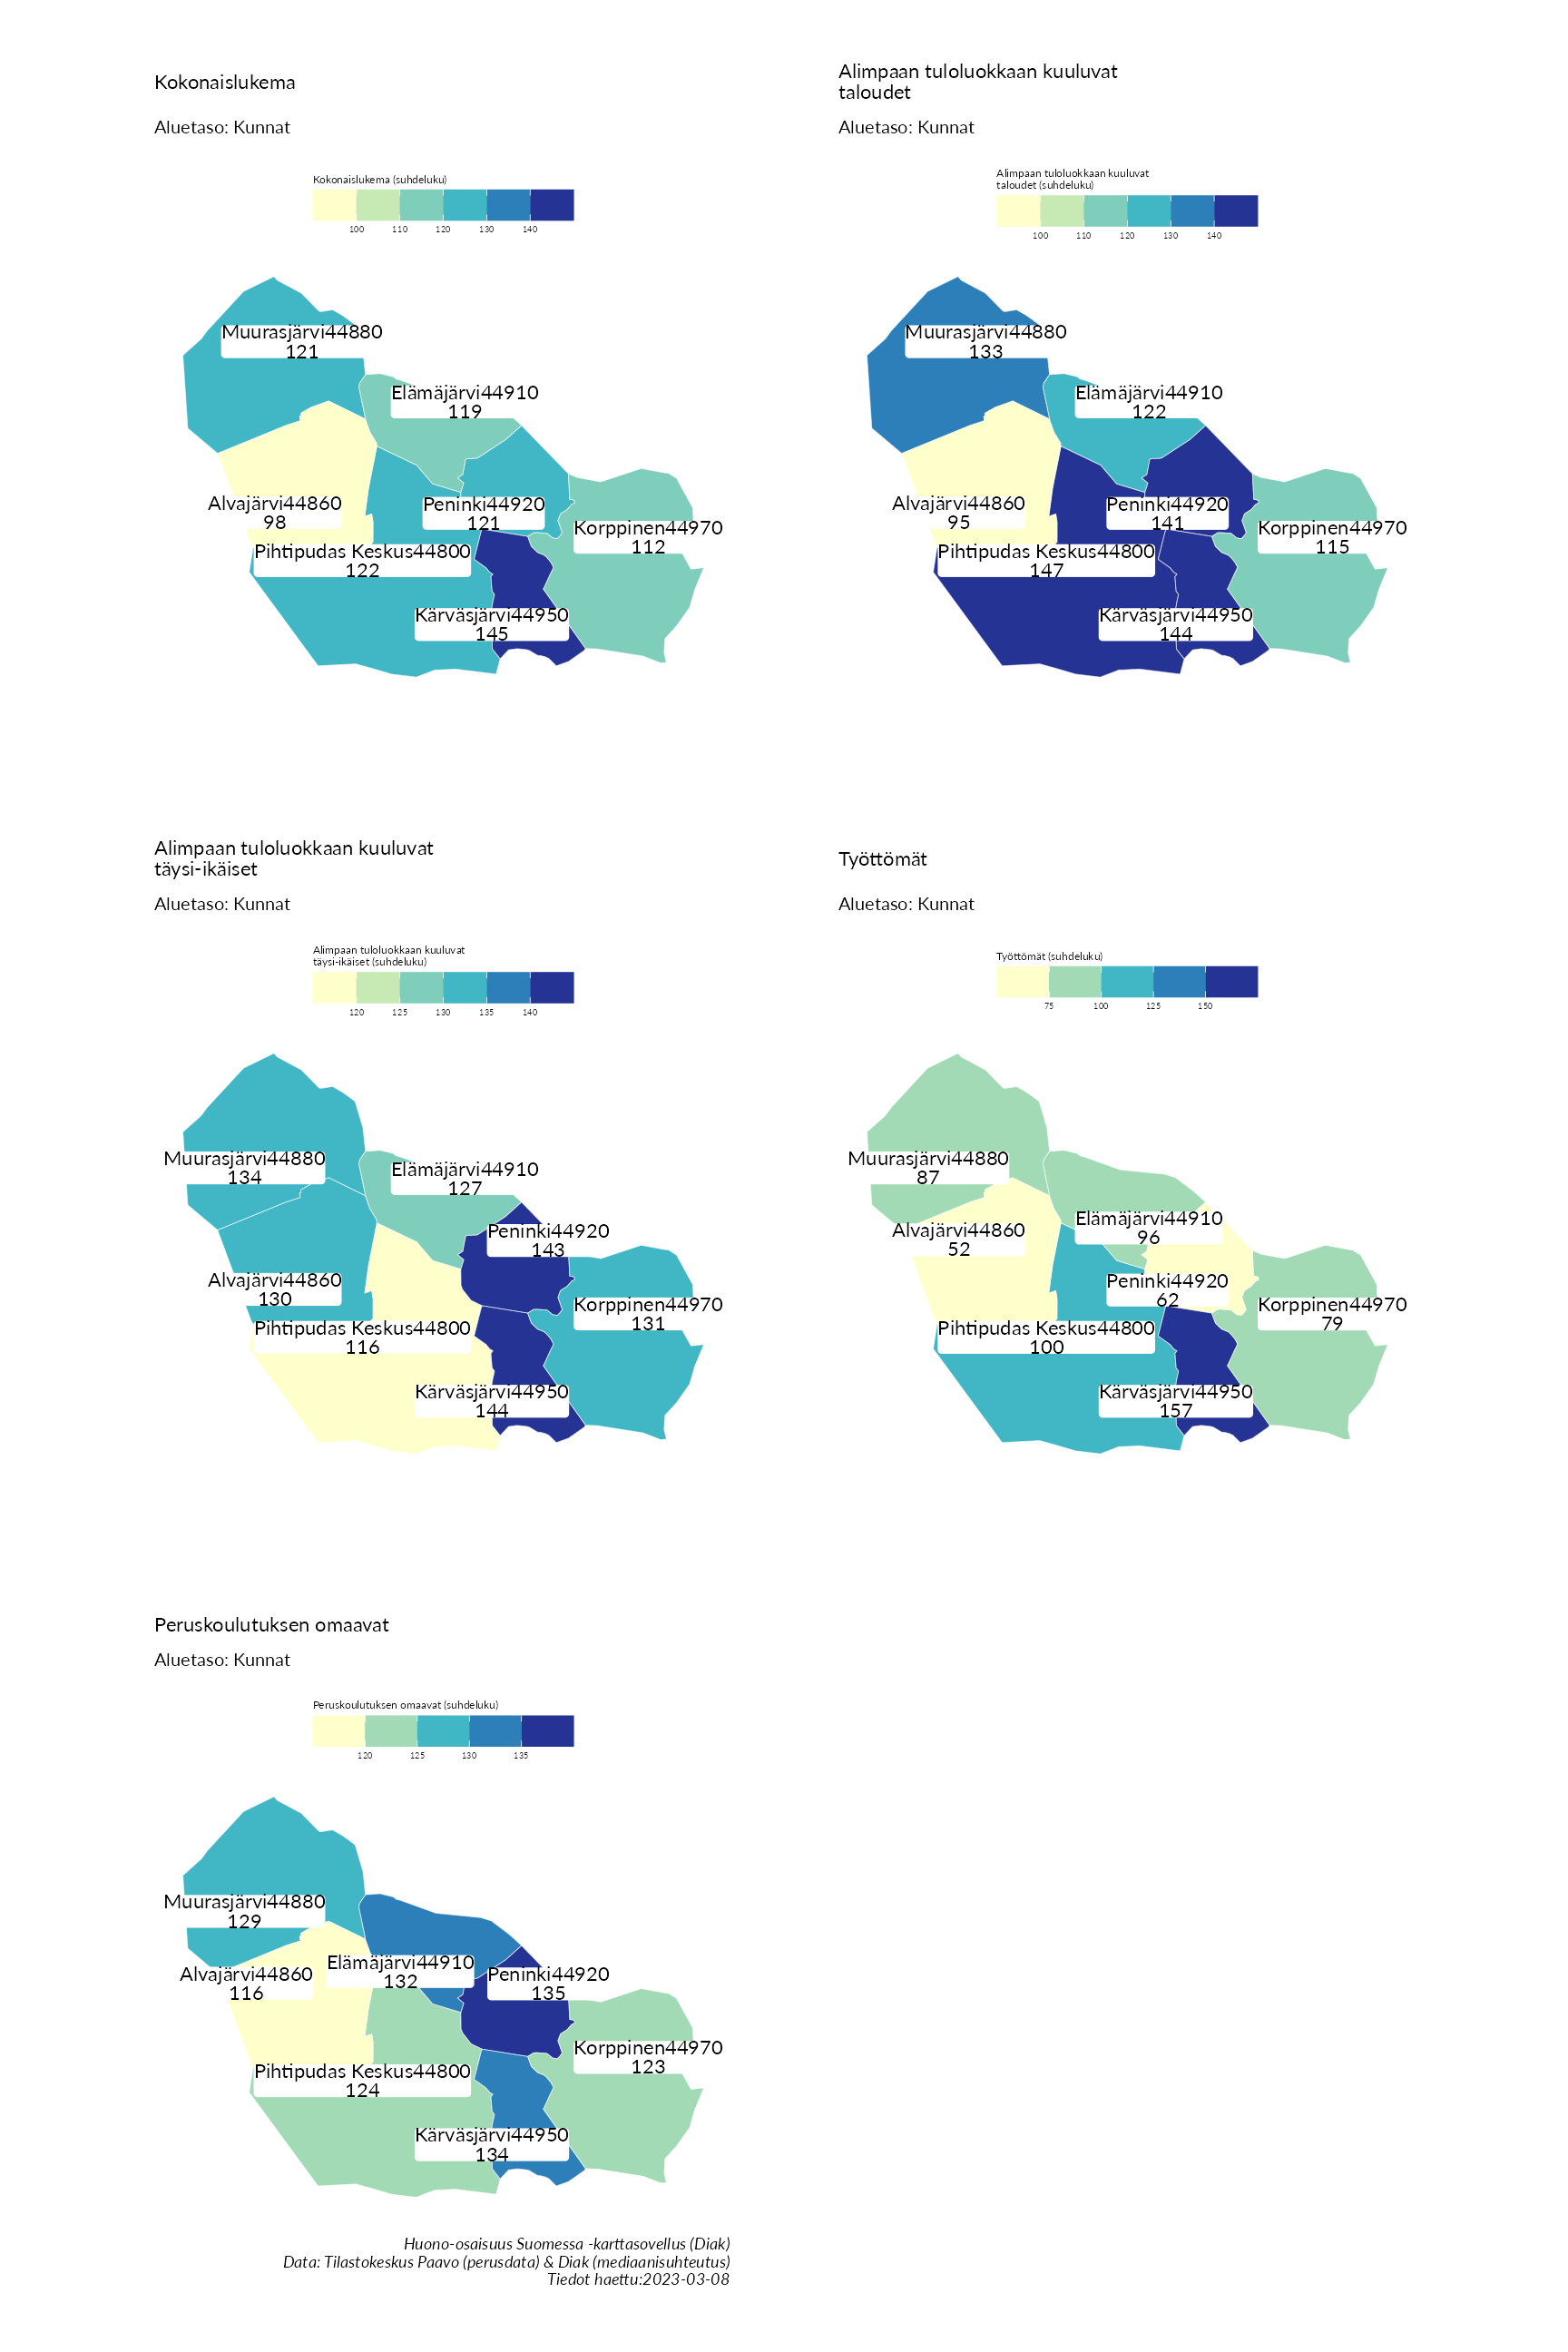 Kokonaislukema
Aluetaso: Kunnat
Kokonaislukema (suhdeluku)
100 110 120 130 140
Muurasjärvi44880
121
Elämäjärvi44910
119
Alvajärvi44860
98
Peninki44920
121
Korppinen44970
112
Pihtipudas Keskus44800
122
Kärväsjärvi44950
145
Alimpaan tuloluokkaan kuuluvat
taloudet
Aluetaso: Kunnat
Alimpaan tuloluokkaan kuuluvat
taloudet (suhdeluku)
100 110 120 130 140
Muurasjärvi44880
133
Elämäjärvi44910
122
Alvajärvi44860
95
Peninki44920
141
Korppinen44970
115
Pihtipudas Keskus44800
147
Kärväsjärvi44950
144
Alimpaan tuloluokkaan kuuluvat
täysi-ikäiset
Aluetaso: Kunnat
Alimpaan tuloluokkaan kuuluvat
täysi-ikäiset (suhdeluku)
120 125 130 135 140
Muurasjärvi44880
134
Elämäjärvi44910
127
Peninki44920
143
Alvajärvi44860
130
Korppinen44970
131
Pihtipudas Keskus44800
116
Kärväsjärvi44950
144
Työttömät
Aluetaso: Kunnat
Työttömät (suhdeluku)
75 100 125 150
Muurasjärvi44880
87
Elämäjärvi44910
96
Alvajärvi44860
52
Peninki44920
62
Korppinen44970
79
Pihtipudas Keskus44800
100
Kärväsjärvi44950
157
Peruskoulutuksen omaavat
Aluetaso: Kunnat
Peruskoulutuksen omaavat (suhdeluku)
120 125 130 135
Muurasjärvi44880
129
Elämäjärvi44910
132
Alvajärvi44860
116
Peninki44920
135
Korppinen44970
123
Pihtipudas Keskus44800
124
Kärväsjärvi44950
134
Huono-osaisuus Suomessa -karttasovellus (Diak)
Data: Tilastokeskus Paavo (perusdata) & Diak (mediaanisuhteutus)
Tiedot haettu:2023-03-08